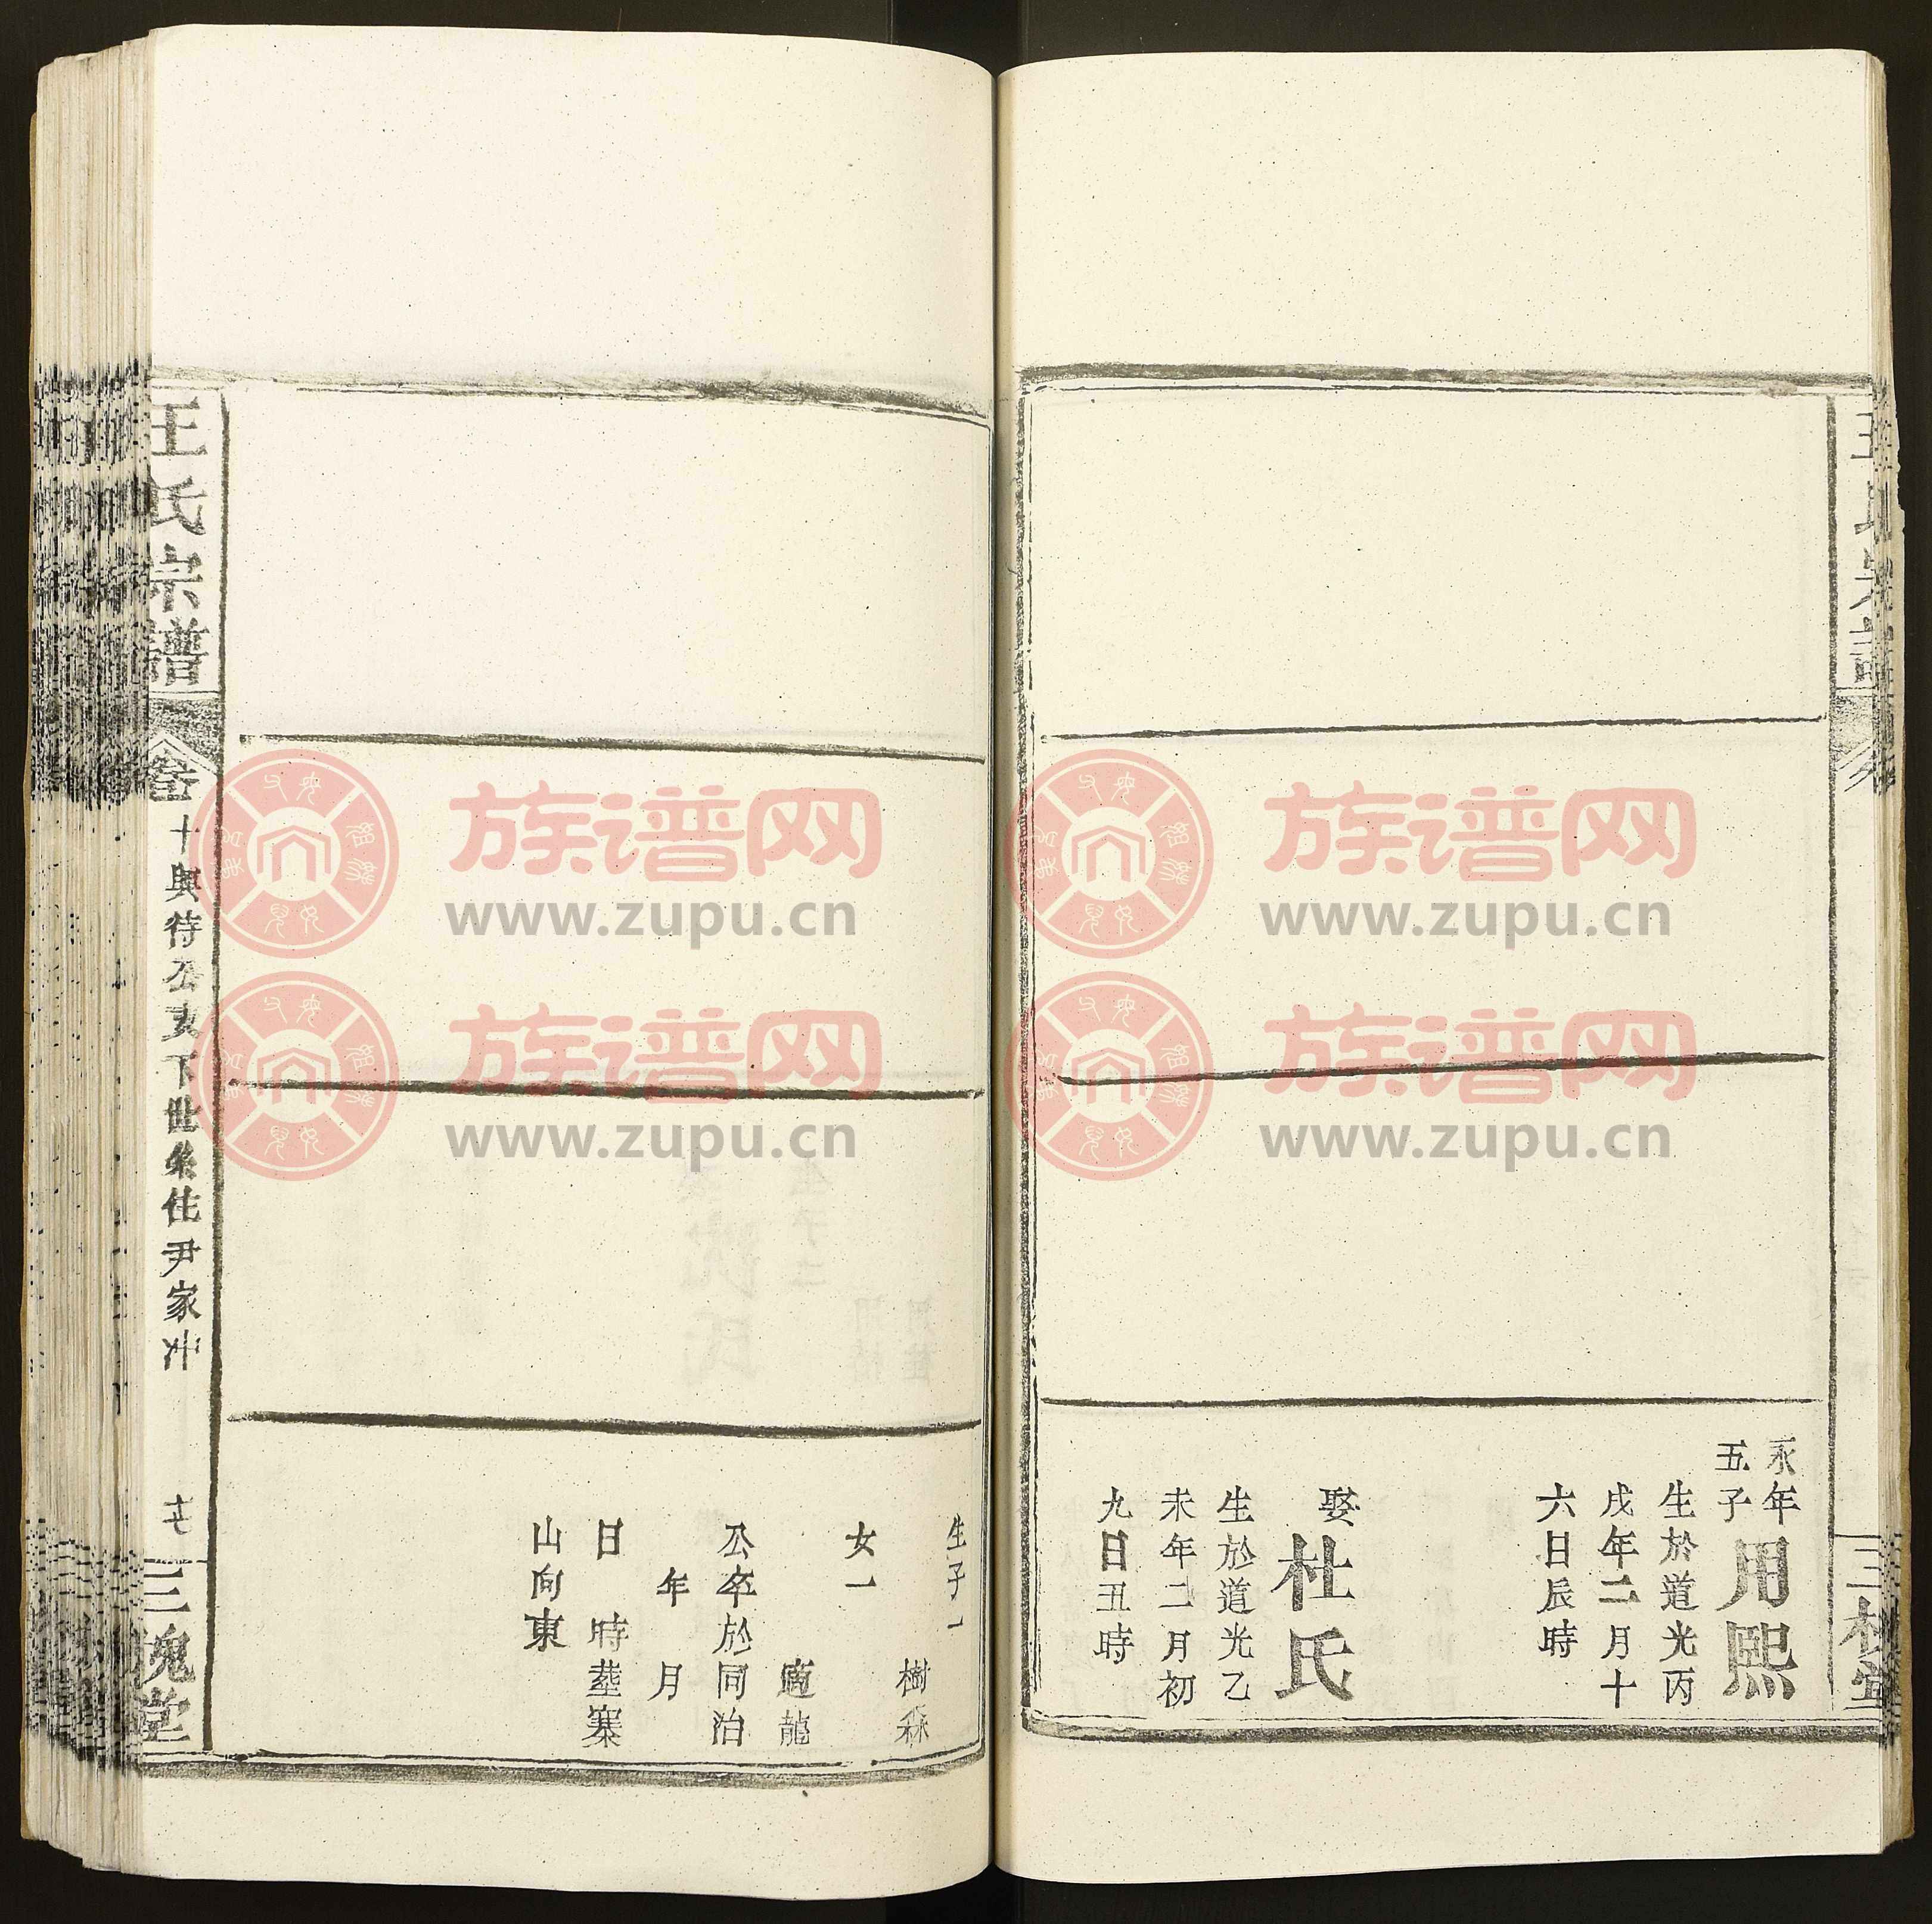 永年
五子
用熙
生於道光丙
戌年二月十
六日辰時
娶
杜氏
生於道光乙
未年二月初
九日丑時
生子一
樹森
女一
適龍
公卒於同治
年 月
日 時葬寨
山向東
王氏宗譜
十與待公支下世系住尹家冲
三槐堂
族谱网
www.zupu.cn
族谱网
www.zupu.cn
族谱网
www.zupu.cn
族谱网
www.zupu.cn